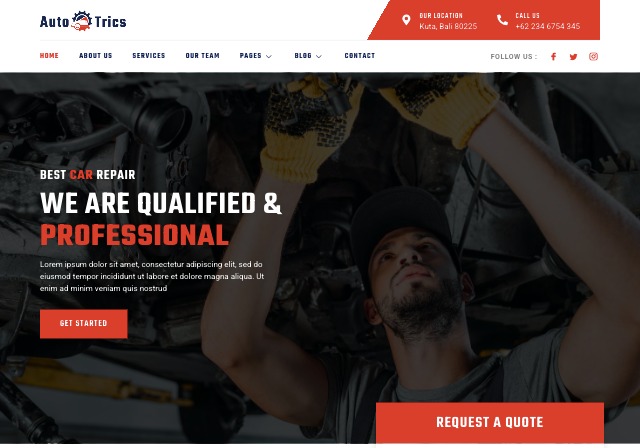 Auto Trics
OUR LOCATION
Kuta, Bali 80225
CALL US
+62 234 6754 345
HOME ABOUT US SERVICES OUR TEAM PAGES BLOG CONTACT
FOLLOW US :
BEST CAR REPAIR
WE ARE QUALIFIED &
PROFESSIONAL
Lorem ipsum dolor sit amet, consectetur adipiscing elit, sed do
eiusmod tempor incididunt ut labore et dolore magna aliqua. Ut
enim ad minim veniam quis nostrud
GET STARTED
REQUEST A QUOTE